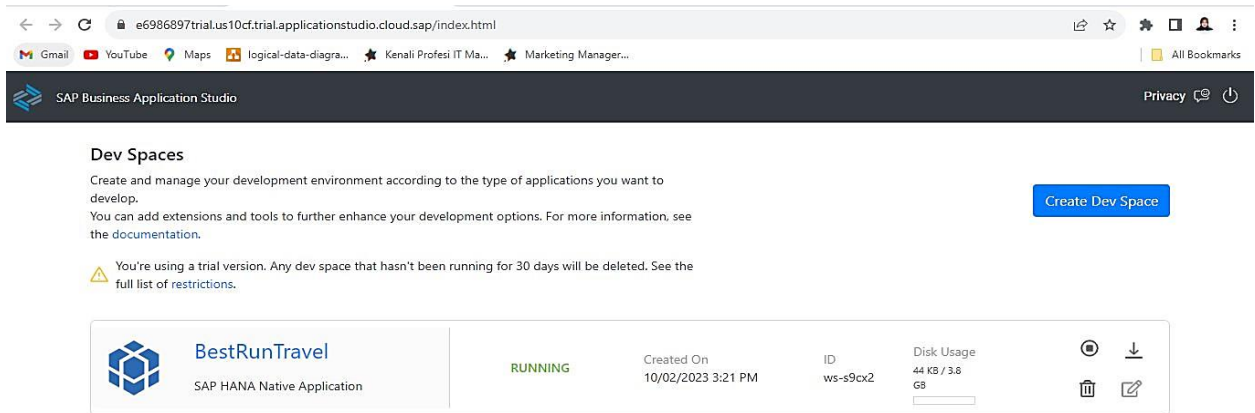 e6986897trial.us10cf.trial.applicationstudio.cloud.sap/index.html
Gmail YouTube Maps logical-data-diagra... Kenali Profesi IT Ma... Marketing Manager... All Bookmarks
SAP Business Application Studio Privacy
Dev Spaces
Create and manage your development environment according to the type of applications you want to
develop.
You can add extensions and tools to further enhance your development options. For more information, see
the documentation.
Create Dev Space
You're using a trial version. Any dev space that hasn't been running for 30 days will be deleted. See the
full list of restrictions.
BestRunTravel
SAP HANA Native Application
RUNNING
Created On
10/02/2023 3:21 PM
ID
ws-s9cx2
Disk Usage
44 KB / 3.8
GB